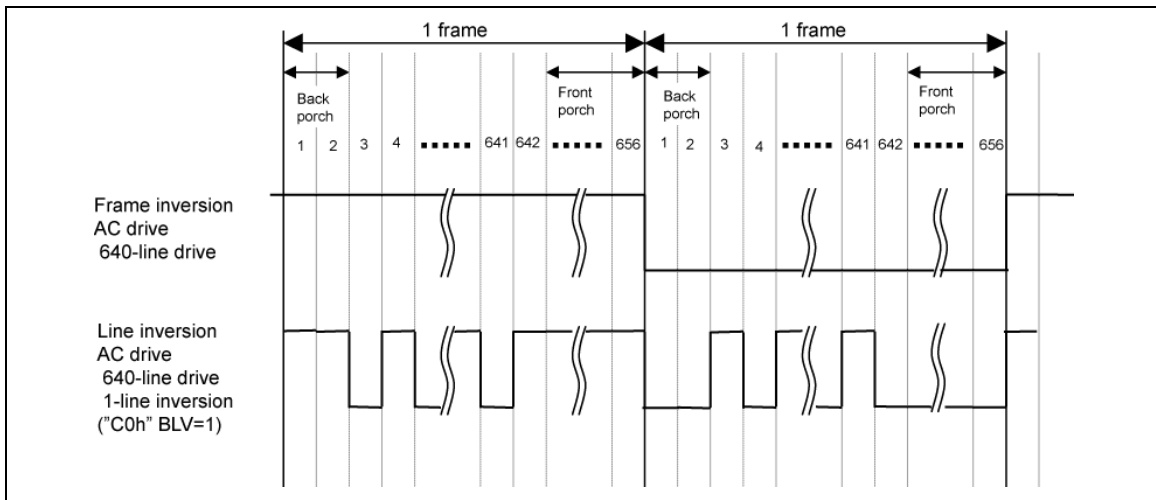 1 frame 1 frame
Back porch Front porch Back porch Front porch
1 2 3 4 ▪▪▪▪▪ 641 642 ▪▪▪▪▪ 656 1 2 3 4 ▪▪▪▪▪ 641 642 ▪▪▪▪▪ 656
Frame inversion
AC drive
640-line drive
Line inversion
AC drive
640-line drive
1-line inversion
("C0h" BLV=1)